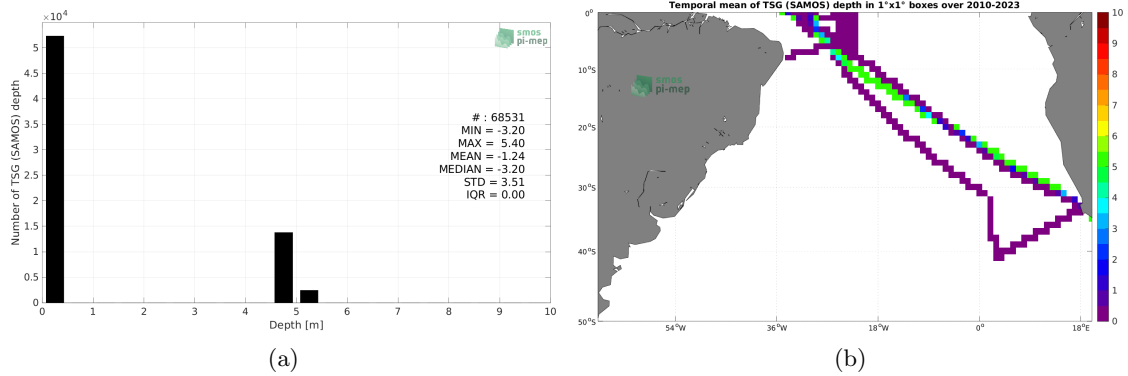 ×10⁴
5
4.5
4
3.5
3
2.5
2
1.5
1
0.5
0
Number of TSG (SAMOS) depth
smos
pi-mep
# : 68531
MIN = -3.20
MAX = 5.40
MEAN = -1.24
MEDIAN = -3.20
STD = 3.51
IQR = 0.00
0 1 2 3 4 5 6 7 8 9 10
Depth [m]
(a)
Temporal mean of TSG (SAMOS) depth in 1°x1° boxes over 2010-2023
0°
10°S
20°S
30°S
40°S
50°S
smos
pi-mep
54°W 36°W 18°W 0° 18°E
10
9
8
7
6
5
4
3
2
1
0
(b)